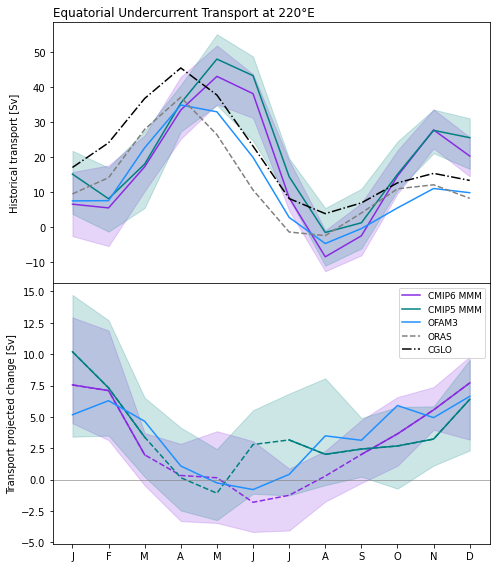 Equatorial Undercurrent Transport at 220°E
Historical transport [Sv]
50
40
30
20
10
0
−10
Transport projected change [Sv]
15.0
12.5
10.0
7.5
5.0
2.5
0.0
−2.5
−5.0
CMIP6 MMM
CMIP5 MMM
OFAM3
ORAS
CGLO
J F M A M J J A S O N D